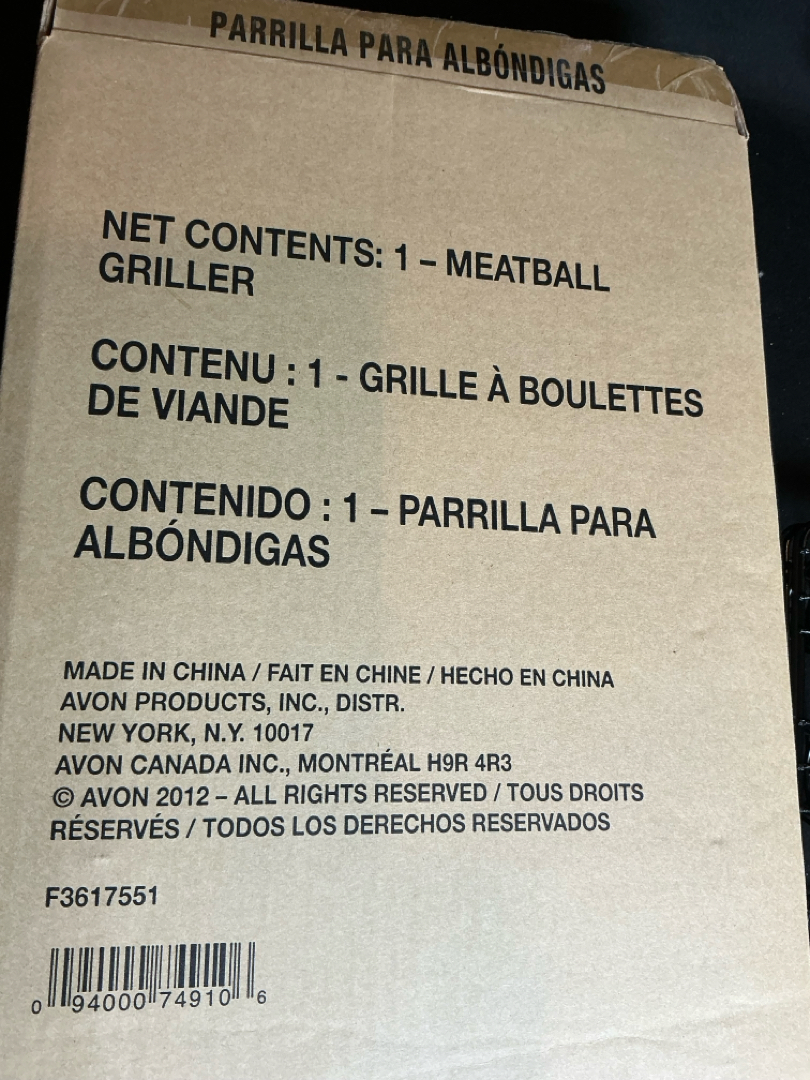 PARRILLA PARA ALBÓNDIGAS
NET CONTENTS: 1 – MEATBALL
GRILLER
CONTENU : 1 - GRILLE À BOULETTES
DE VIANDE
CONTENIDO : 1 – PARRILLA PARA
ALBÓNDIGAS
MADE IN CHINA / FAIT EN CHINE / HECHO EN CHINA
AVON PRODUCTS, INC., DISTR.
NEW YORK, N.Y. 10017
AVON CANADA INC., MONTRÉAL H9R 4R3
© AVON 2012 – ALL RIGHTS RESERVED / TOUS DROITS
RÉSERVÉS / TODOS LOS DERECHOS RESERVADOS
F3617551
0 94000 74910 6